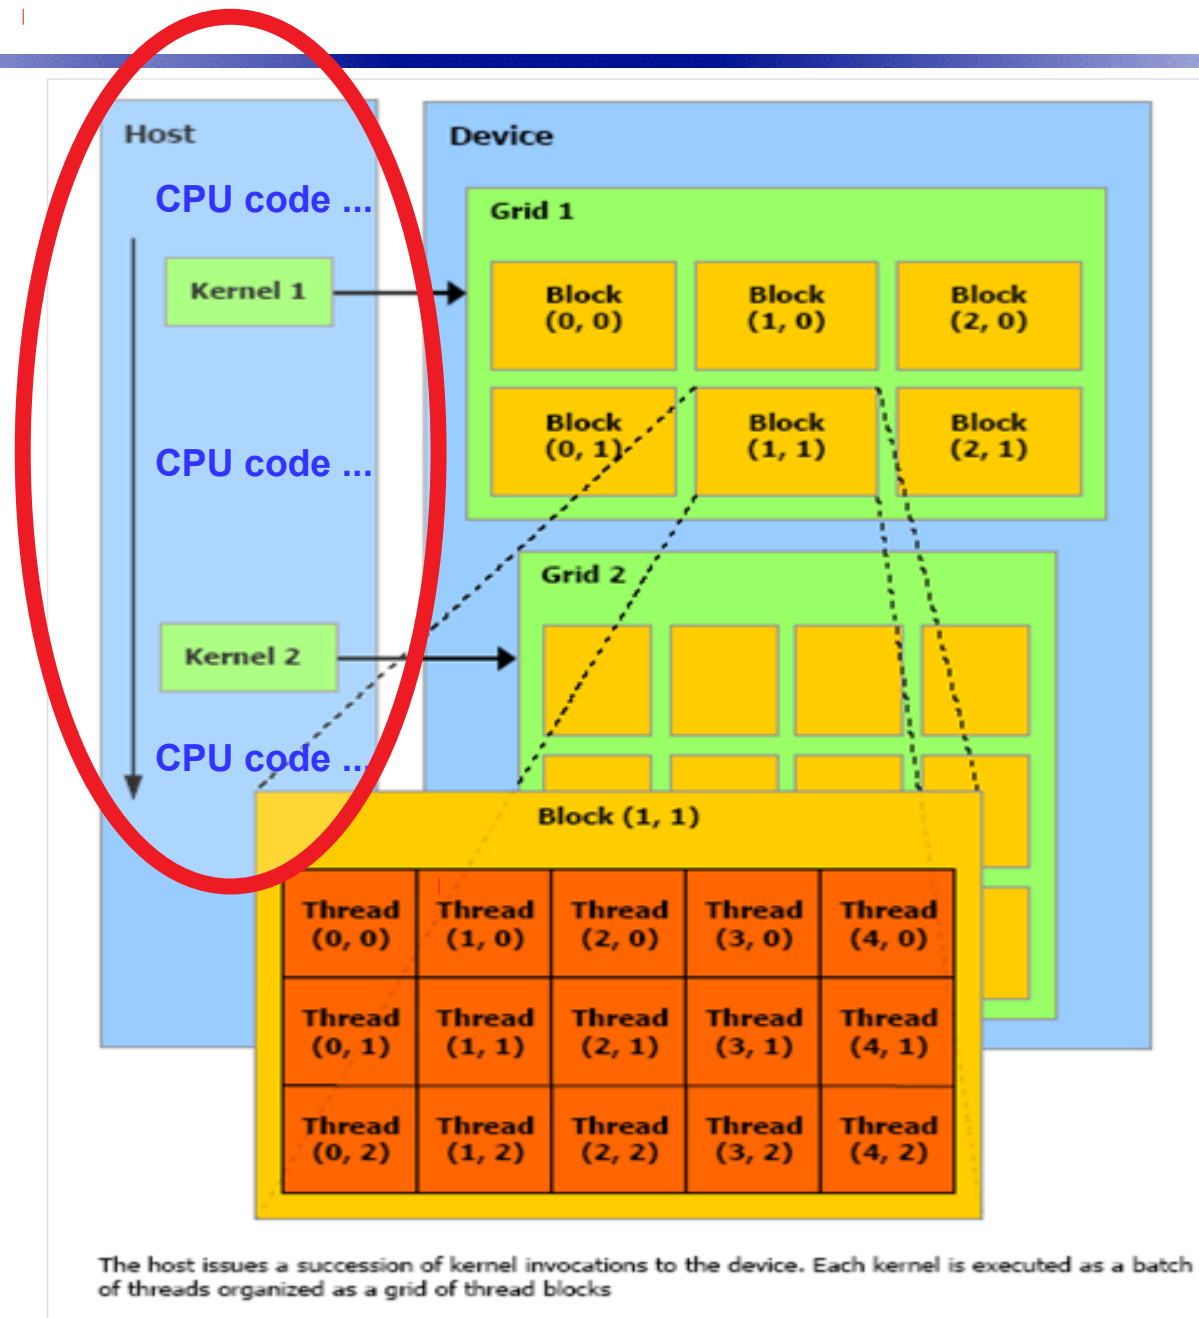 Host
Device
CPU code ...
Grid 1
Kernel 1
Block
(0, 0)
Block
(1, 0)
Block
(2, 0)
CPU code ...
Block
(0, 1)
Block
(1, 1)
Block
(2, 1)
Grid 2
Kernel 2
CPU code ...
Block (1, 1)
Thread
(0, 0)
Thread
(1, 0)
Thread
(2, 0)
Thread
(3, 0)
Thread
(4, 0)
Thread
(0, 1)
Thread
(1, 1)
Thread
(2, 1)
Thread
(3, 1)
Thread
(4, 1)
Thread
(0, 2)
Thread
(1, 2)
Thread
(2, 2)
Thread
(3, 2)
Thread
(4, 2)
The host issues a succession of kernel invocations to the device. Each kernel is executed as a batch
of threads organized as a grid of thread blocks